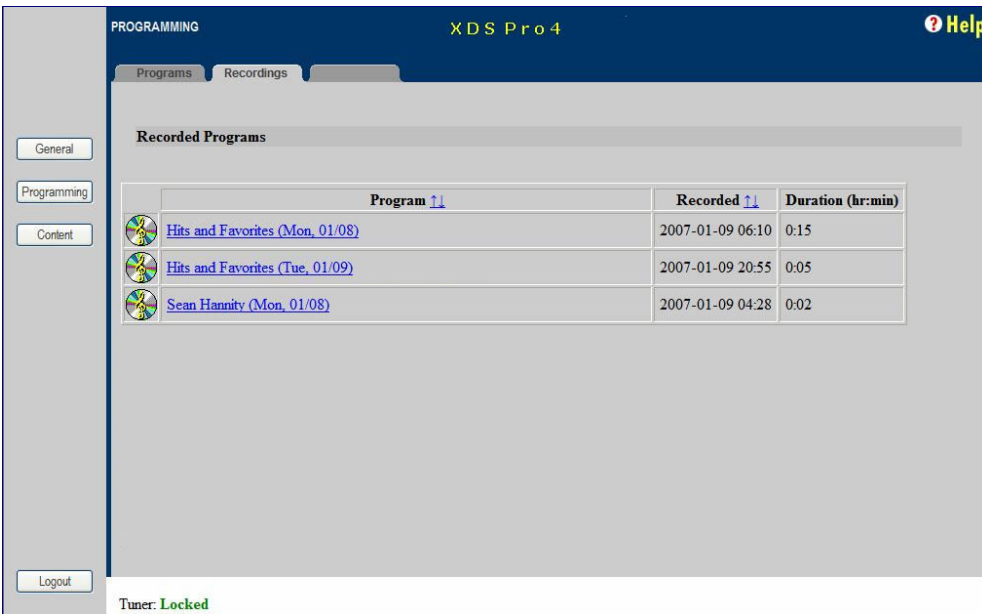 PROGRAMMING XDS Pro4 ? Help
Programs Recordings
Recorded Programs
General
Programming
Content
Program ↑↓ Recorded ↑↓ Duration (hr:min)
Hits and Favorites (Mon, 01/08) 2007-01-09 06:10 0:15
Hits and Favorites (Tue, 01/09) 2007-01-09 20:55 0:05
Sean Hannity (Mon, 01/08) 2007-01-09 04:28 0:02
Logout
Tuner: Locked